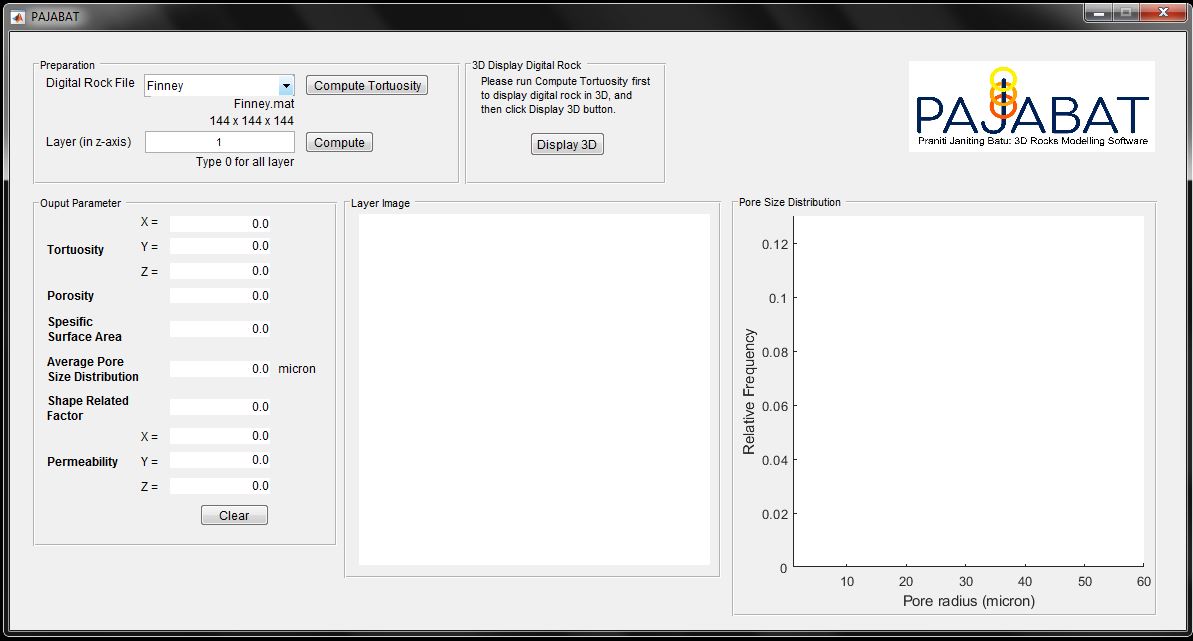 PAJABAT
Preparation
Digital Rock File
Finney
Compute Tortuosity
Finney.mat
144 x 144 x 144
Layer (in z-axis)
1
Compute
Type 0 for all layer
3D Display Digital Rock
Please run Compute Tortuosity first
to display digital rock in 3D, and
then click Display 3D button.
Display 3D
PAJABAT
Praniti Janiting Batu: 3D Rocks Modelling Software
Ouput Parameter
X = 0.0
Tortuosity
Y = 0.0
Z = 0.0
Porosity 0.0
Spesific
Surface Area
0.0
Average Pore
Size Distribution
0.0 micron
Shape Related
Factor
0.0
X = 0.0
Permeability
Y = 0.0
Z = 0.0
Clear
Layer Image
Pore Size Distribution
Relative Frequency
0.12
0.1
0.08
0.06
0.04
0.02
0
10 20 30 40 50 60
Pore radius (micron)